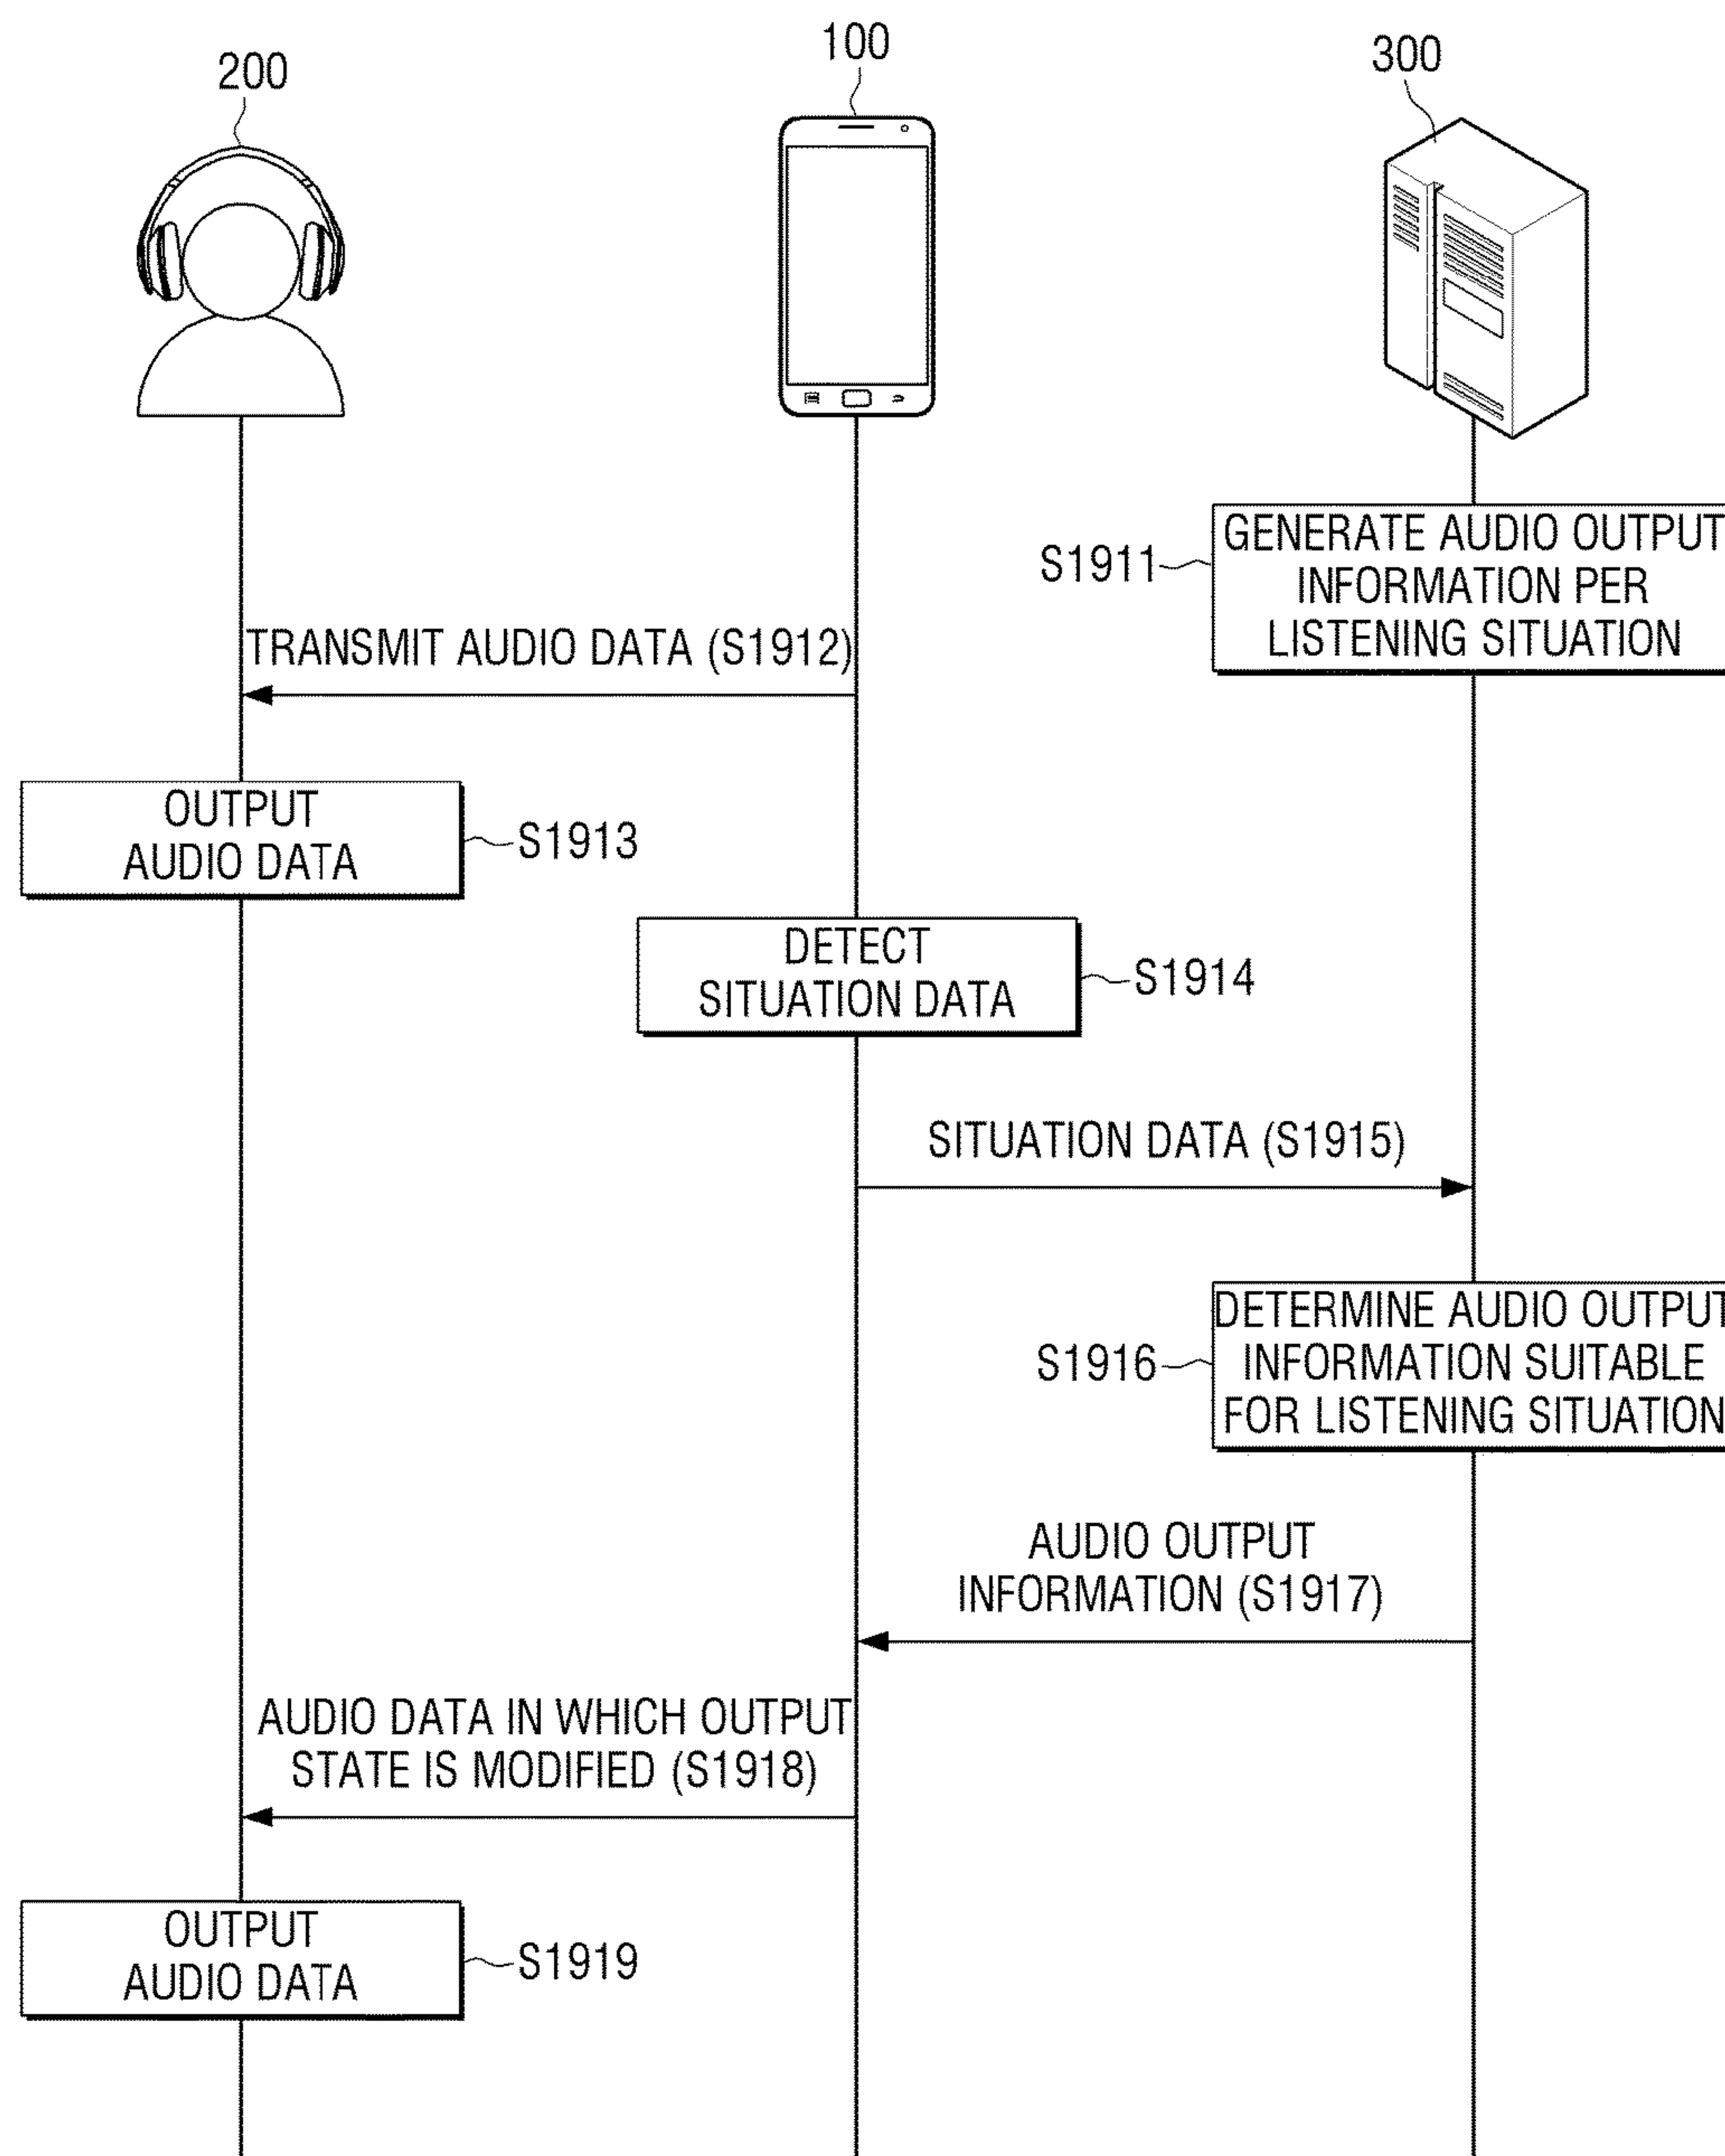 200
100
300
GENERATE AUDIO OUTPUT
INFORMATION PER
LISTENING SITUATION
S1911
TRANSMIT AUDIO DATA (S1912)
OUTPUT
AUDIO DATA
S1913
DETECT
SITUATION DATA
S1914
SITUATION DATA (S1915)
DETERMINE AUDIO OUTPUT
INFORMATION SUITABLE
FOR LISTENING SITUATION
S1916
AUDIO OUTPUT
INFORMATION (S1917)
AUDIO DATA IN WHICH OUTPUT
STATE IS MODIFIED (S1918)
OUTPUT
AUDIO DATA
S1919